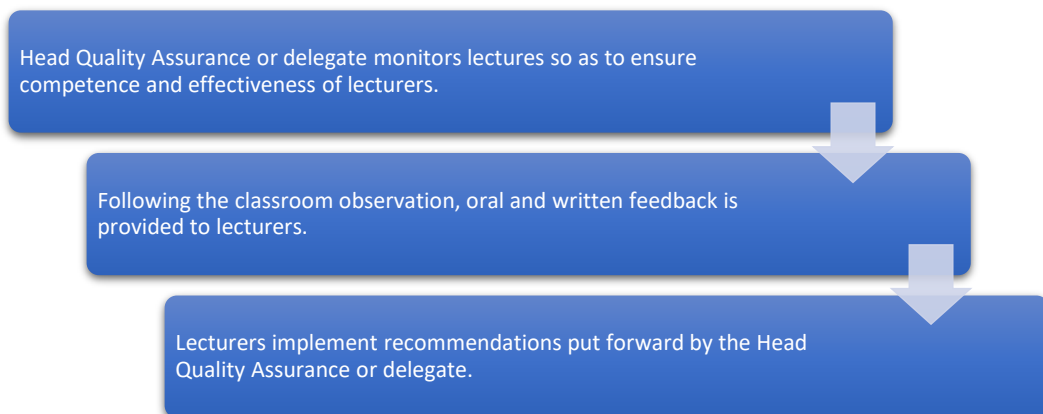 Head Quality Assurance or delegate monitors lectures so as to ensure
competence and effectiveness of lecturers.
Following the classroom observation, oral and written feedback is
provided to lecturers.
Lecturers implement recommendations put forward by the Head
Quality Assurance or delegate.